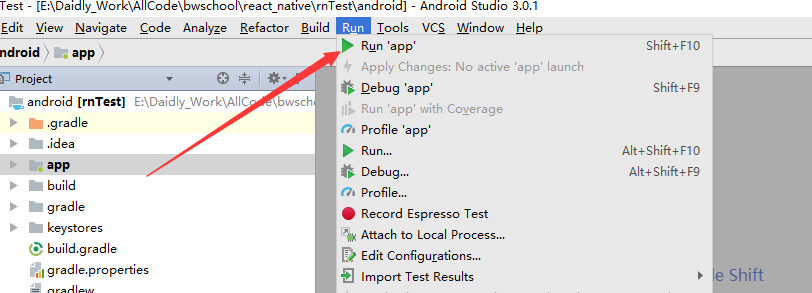 Test - [E:\Daidly_Work\AllCode\bwschool\react_native\rnTest\android] - Android Studio 3.0.1
Edit View Navigate Code Analyze Refactor Build Run Tools VCS Window Help
android app
Project
android [rnTest] E:\Daidly_Work\AllCode\bwscho
.gradle
.idea
app
build
gradle
keystores
build.gradle
gradle.properties
gradlew
Run 'app' Shift+F10
Apply Changes: No active 'app' launch
Debug 'app' Shift+F9
Run 'app' with Coverage
Profile 'app'
Run... Alt+Shift+F10
Debug... Alt+Shift+F9
Profile...
Record Espresso Test
Attach to Local Process...
Edit Configurations...
Import Test Results
Shift